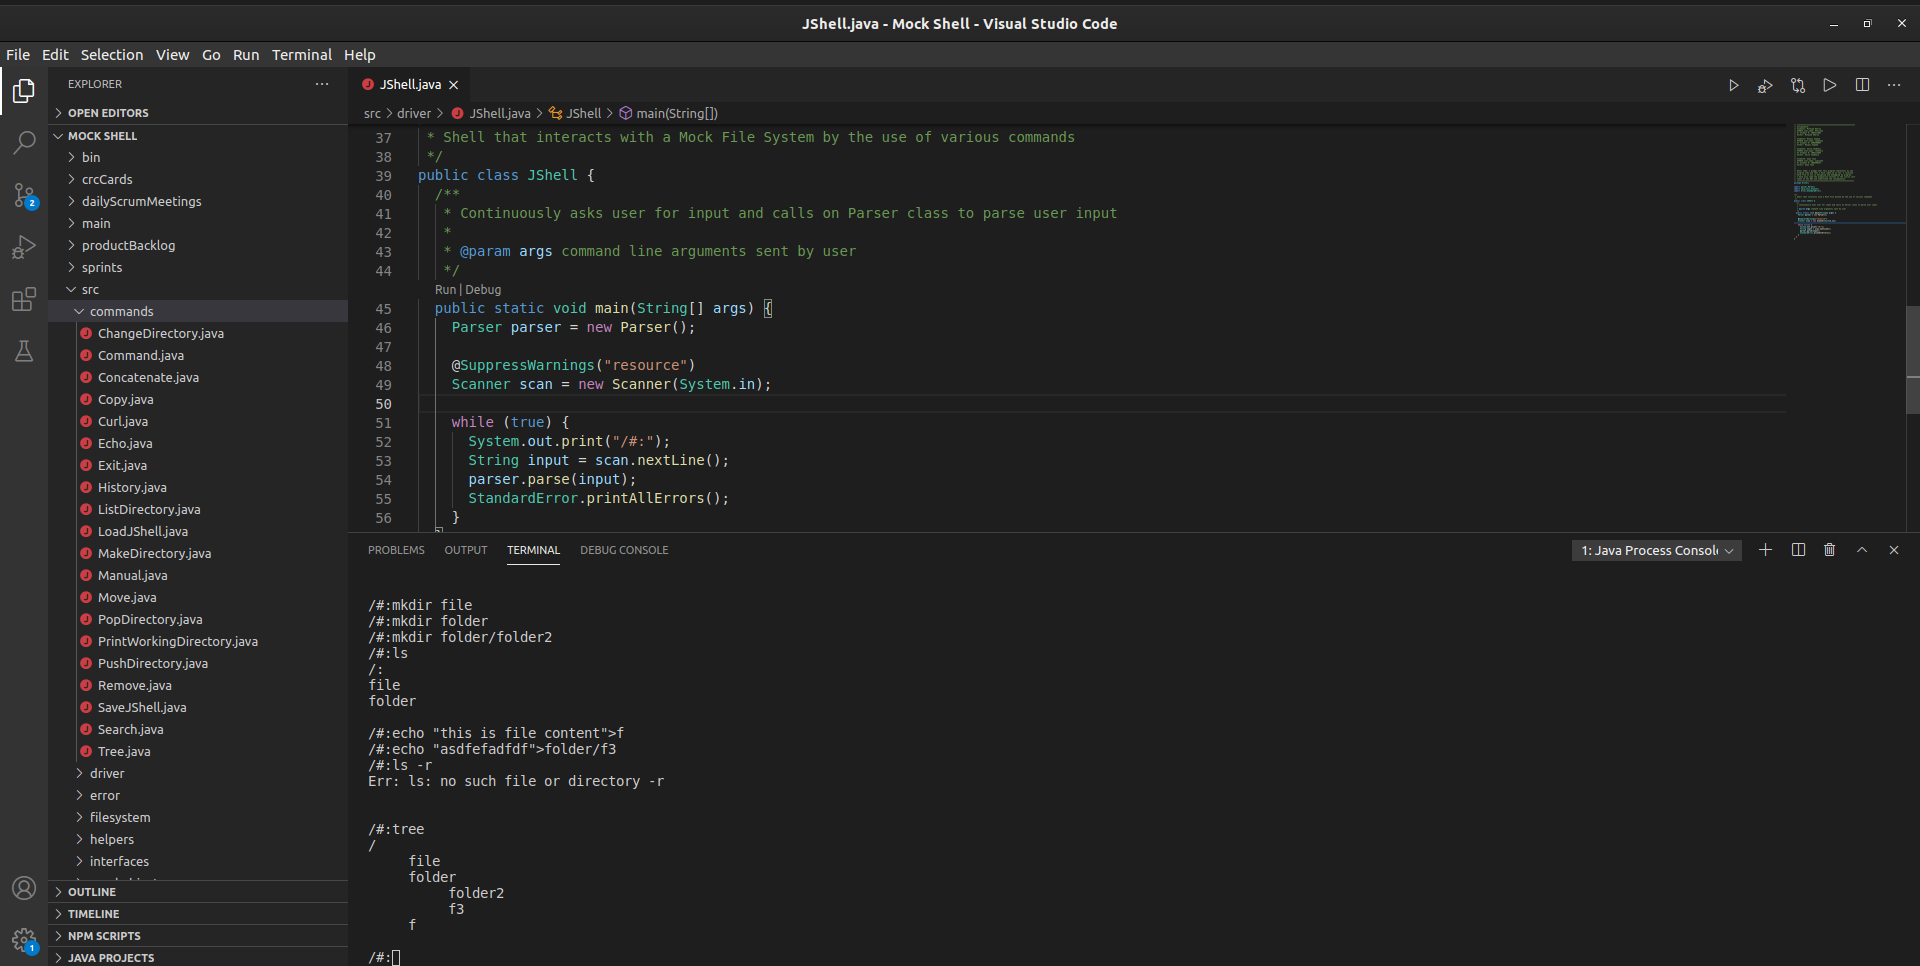 JShell.java - Mock Shell - Visual Studio Code
File Edit Selection View Go Run Terminal Help
EXPLORER
OPEN EDITORS
MOCK SHELL
bin
crcCards
dailyScrumMeetings
main
productBacklog
sprints
src
commands
ChangeDirectory.java
Command.java
Concatenate.java
Copy.java
Curl.java
Echo.java
Exit.java
History.java
ListDirectory.java
LoadJShell.java
MakeDirectory.java
Manual.java
Move.java
PopDirectory.java
PrintWorkingDirectory.java
PushDirectory.java
Remove.java
SaveJShell.java
Search.java
Tree.java
driver
error
filesystem
helpers
interfaces
OUTLINE
TIMELINE
NPM SCRIPTS
JAVA PROJECTS
2
1
JShell.java
src > driver > JShell.java > JShell > main(String[])
37 * Shell that interacts with a Mock File System by the use of various commands
38 */
39 public class JShell {
40 /**
41 * Continuously asks user for input and calls on Parser class to parse user input
42 *
43 * @param args command line arguments sent by user
44 */
Run | Debug
45 public static void main(String[] args) {
46 Parser parser = new Parser();
47
48 @SuppressWarnings("resource")
49 Scanner scan = new Scanner(System.in);
50
51 while (true) {
52 System.out.print("/#:");
53 String input = scan.nextLine();
54 parser.parse(input);
55 StandardError.printAllErrors();
56 }
PROBLEMS OUTPUT TERMINAL DEBUG CONSOLE
1: Java Process Consol
/#:mkdir file
/#:mkdir folder
/#:mkdir folder/folder2
/#:ls
/:
file
folder
/#:echo "this is file content">f
/#:echo "asdfefadfdf">folder/f3
/#:ls -r
Err: ls: no such file or directory -r
/#:tree
/
file
folder
folder2
f3
f
/#: